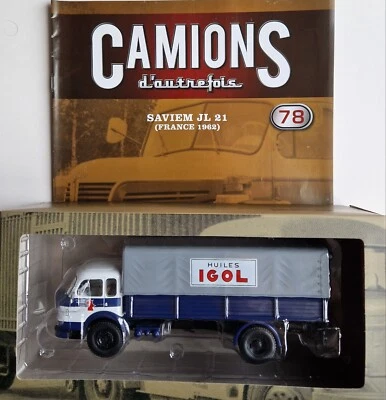 CAMIONS
d'autrefois
SAVIEM JL 21
(FRANCE 1962)
78
HUILES
IGOL